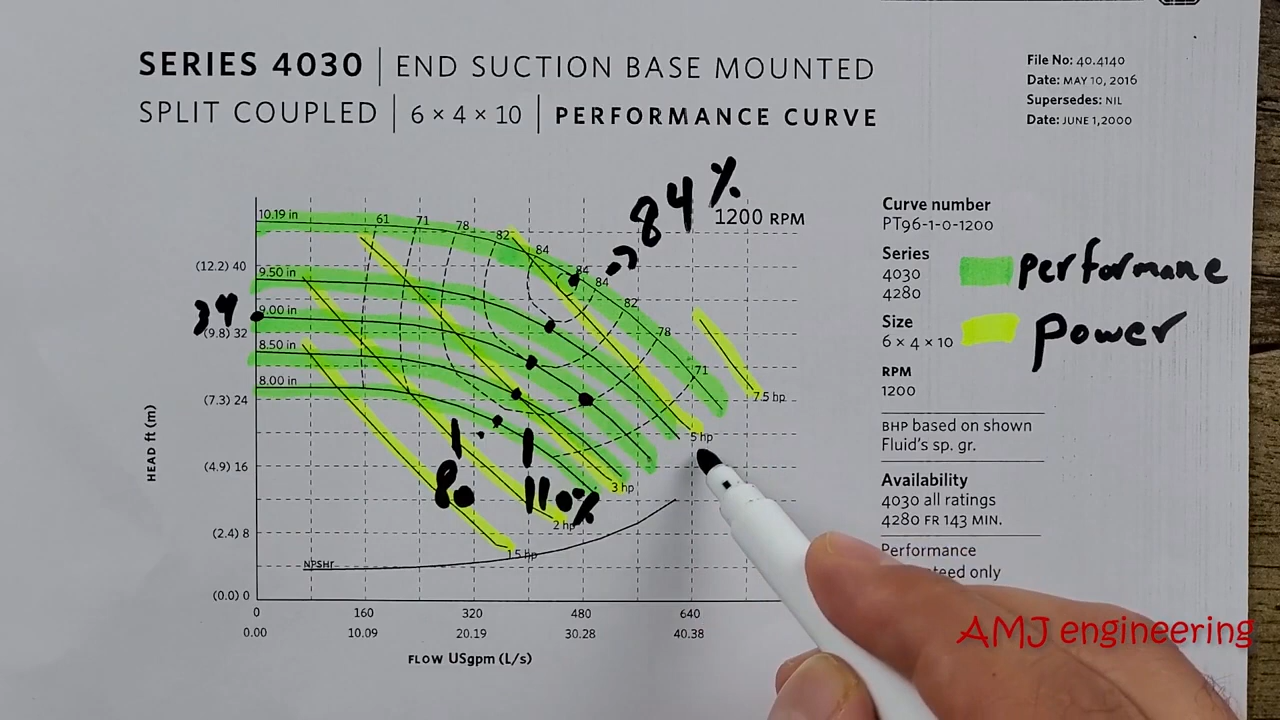 SERIES 4030 | END SUCTION BASE MOUNTED
SPLIT COUPLED | 6 × 4 × 10 | PERFORMANCE CURVE
File No: 40.4140
Date: MAY 10, 2016
Supersedes: NIL
Date: JUNE 1,2000
84%
1200 RPM
10.19 in
61
71
78
82
84
84
84
82
78
71
(12.2) 40
9.50 in
34
9.00 in
(9.8) 32
8.50 in
8.00 in
(7.3) 24
7.5 hp
5 hp
(4.9) 16
80
110%
3 hp
2 hp
1.5 hp
(2.4) 8
NPSHr
(0.0) 0
HEAD ft (m)
0 160 320 480 640
0.00 10.09 20.19 30.28 40.38
FLOW USgpm (L/s)
Curve number
PT96-1-0-1200
Series
4030
4280
performane
Size
6 × 4 × 10
power
RPM
1200
BHP based on shown
Fluid's sp. gr.
Availability
4030 all ratings
4280 FR 143 MIN.
Performance
only
AMJ engineering